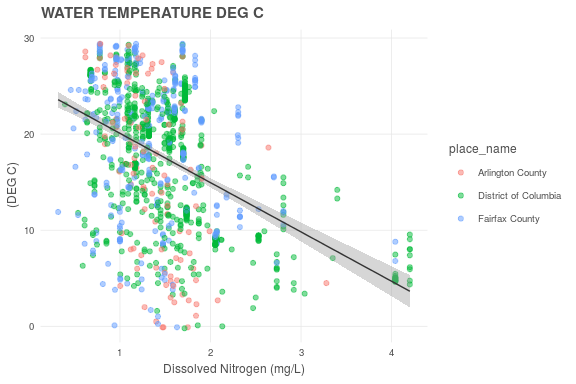 WATER TEMPERATURE DEG C
30
20
10
0
(DEG C)
1
2
3
4
Dissolved Nitrogen (mg/L)
place_name
Arlington County
District of Columbia
Fairfax County